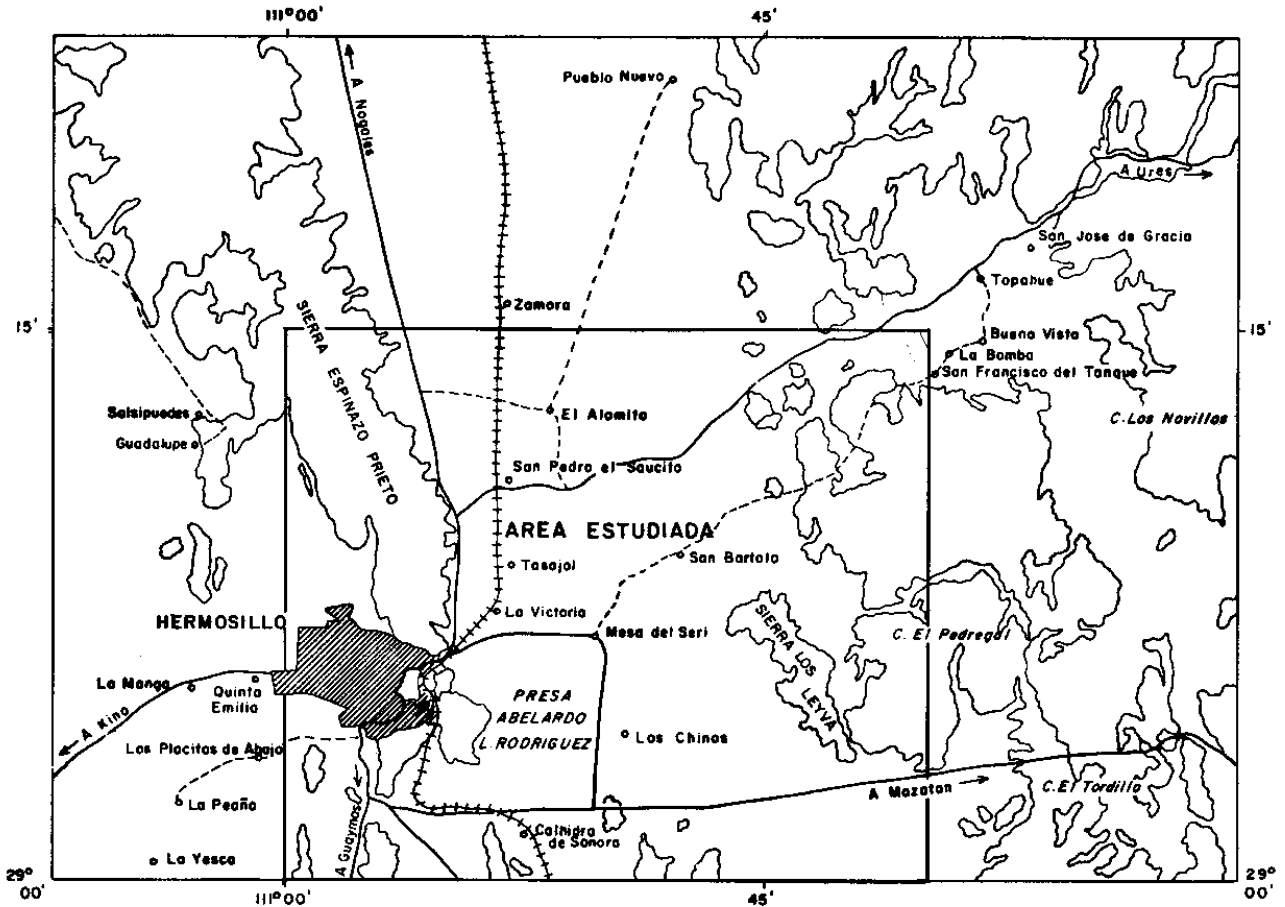 111°00'
45'
A Nogales
Pueblo Nuevo
A Ures
San Jose de Gracia
Topahue
Zamora
15'
15'
Buena Vista
La Bomba
San Francisco del Tanque
SIERRA ESPINAZO PRIETO
Salsipuedes
El Alamito
C. Los Novillos
Guadalupe
San Pedro el Saucito
AREA ESTUDIADA
San Bartolo
Tasajal
La Victoria
HERMOSILLO
Mesa del Seri
C. El Pedregal
SIERRA LOS LEYVA
La Manga
Quinta
Emilia
PRESA
ABELARDO
L. RODRIGUEZ
A Kino
Los Placitas de Abajo
Los Chinos
A Mazatan
C. El Tordillo
La Peaña
A Guaymas
Calhidra
de Sonora
La Yesca
29°
00'
29°
00'
111°00'
45'